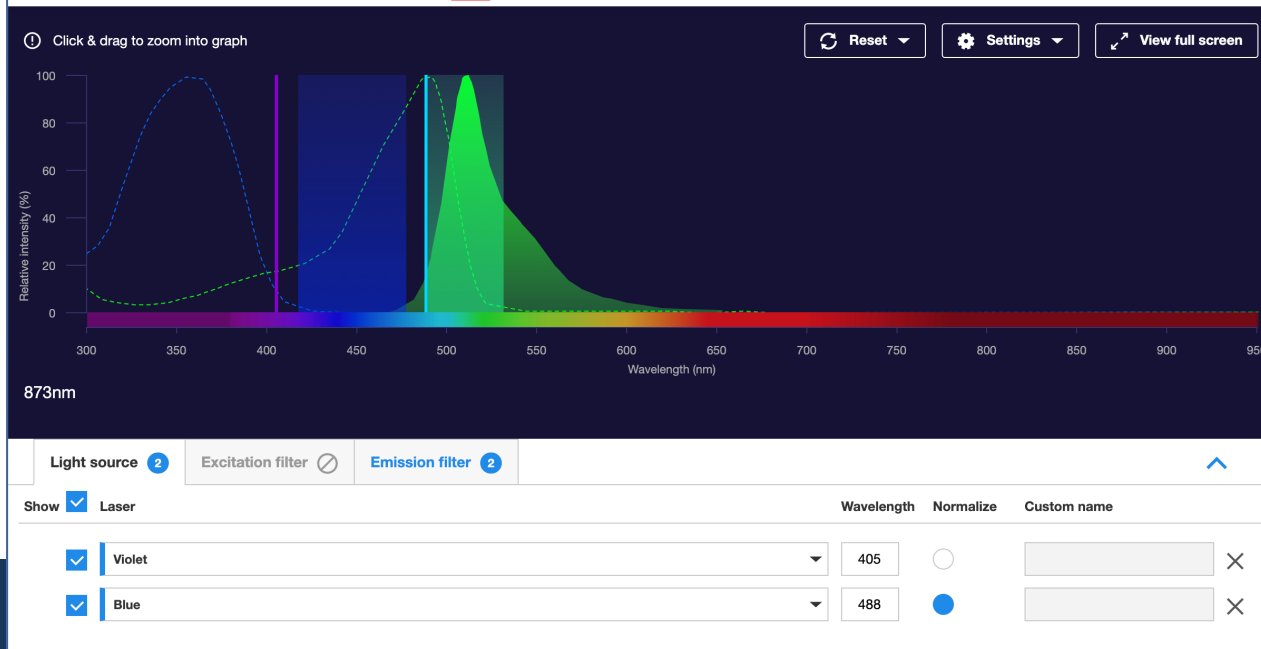 Click & drag to zoom into graph
Reset
Settings
View full screen
100
80
60
40
20
0
Relative intensity (%)
300 350 400 450 500 550 600 650 700 750 800 850 900
Wavelength (nm)
873nm
Light source 2
Excitation filter
Emission filter 2
Show Laser Wavelength Normalize Custom name
Violet 405
Blue 488